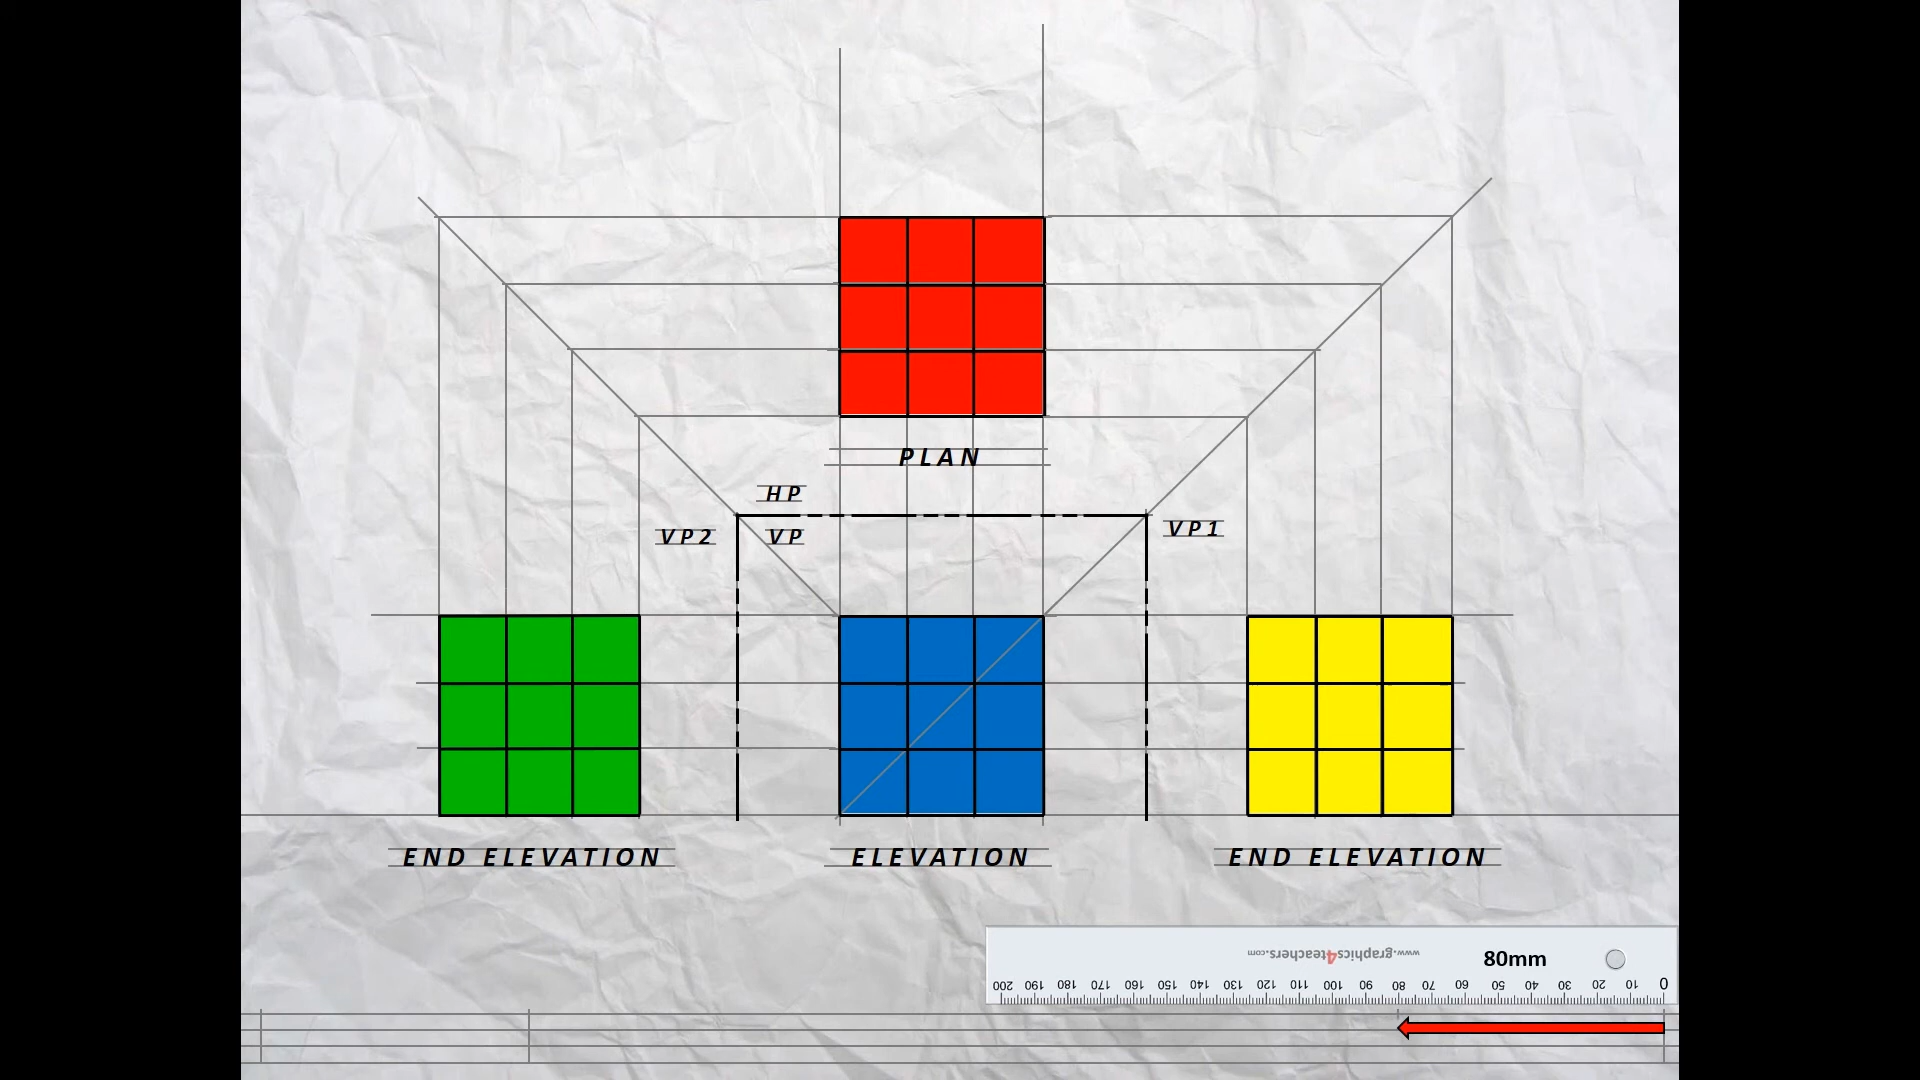 PLAN
HP
VP2
VP
VP1
END ELEVATION
ELEVATION
END ELEVATION
www.graphics4teachers.com
80mm
200 190 180 170 160 150 140 130 120 110 100 90 80 70 60 50 40 30 20 10 0